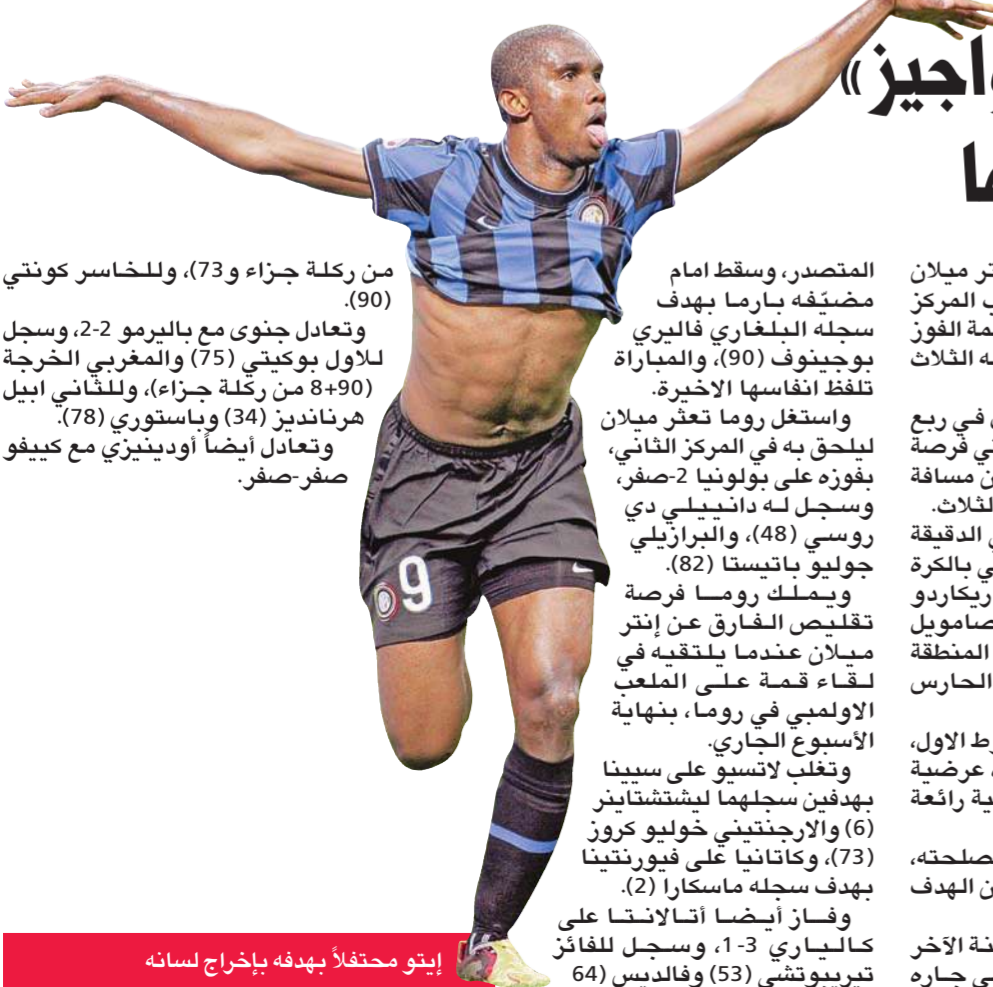 اجيز»
ا
تر ميلان
المركز
مة الفوز
ه الثلاث
في ربع
ني فرصة
ن مسافة
لثلاث.
الدقيقة
ي بالكرة
ريكاردو
صامويل
المنطقة
الحارس
ط الاول،
عرضية
ية رائعة
صلحته،
ن الهدف
نة الآخر
جاره
المتصدر، وسقط امام
مضيّفه بارما بهدف
سجله البلغاري فاليري
بوجينوف (90)، والمباراة
تلفظ انفاسها الاخيرة.
واستغل روما تعثر ميلان
ليلحق به في المركز الثاني،
بفوزه على بولونيا 2-صفر،
وسجل له دانييلي دي
روسي (48)، والبرازيلي
جوليو باتيستا (82).
ويملك روما فرصة
تقليص الفارق عن إنتر
ميلان عندما يلتقيه في
لقاء قمة على الملعب
الاولمبي في روما، بنهاية
الأسبوع الجاري.
وتغلب لاتسيو على سيينا
بهدفين سجلهما ليشتشتاينر
(6) والارجنتيني خوليو كروز
(73)، وكاتانيا على فيورنتينا
بهدف سجله ماسكارا (2).
وفاز أيضا أتالانتا على
كالياري 3-1، وسجل للفائز
تيريبوتشي (53) وفالديس (64
من ركلة جزاء و73)، وللخاسر كونتي
(90).
وتعادل جنوى مع باليرمو 2-2، وسجل
للاول بوكيتي (75) والمغربي الخرجة
(90+8 من ركلة جزاء)، وللثاني ابيل
هرنانديز (34) وباستوري (78).
وتعادل أيضاً أودينيزي مع كييفو
صفر-صفر.
9
إيتو محتفلاً بهدفه بإخراج لسانه